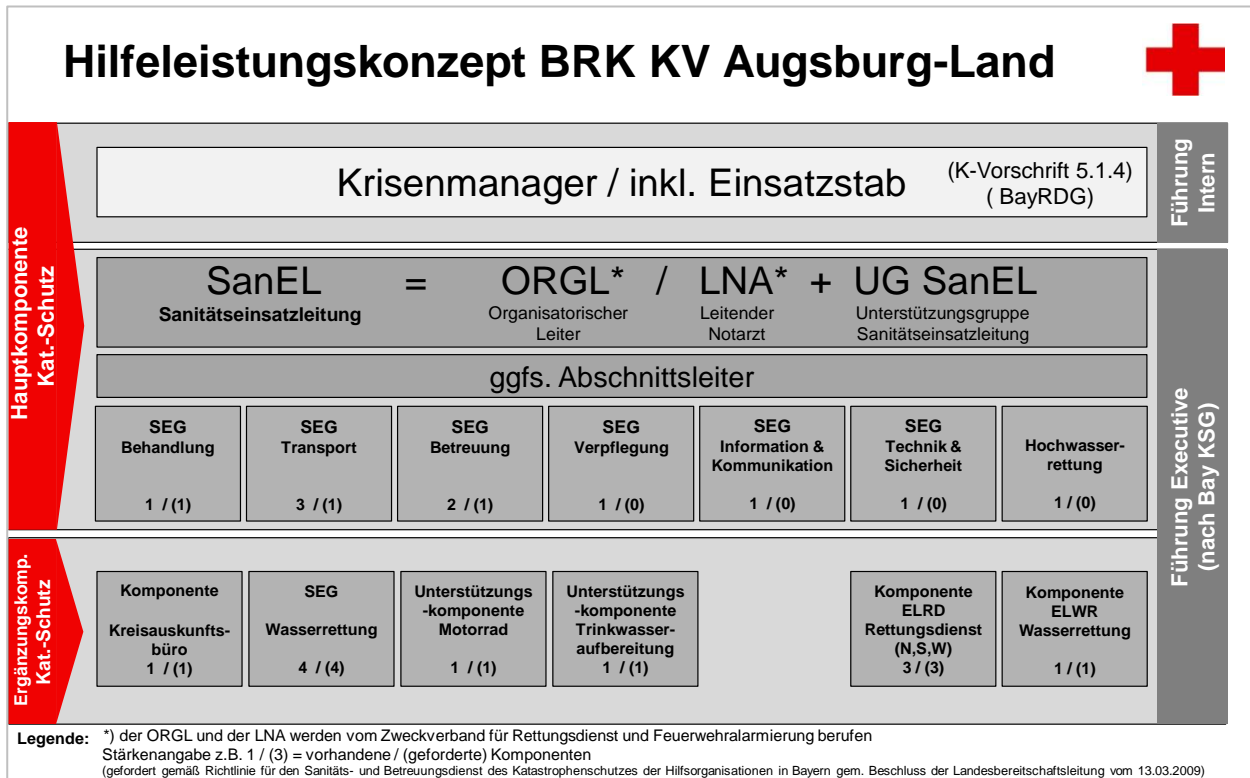 Hilfeleistungskonzept BRK KV Augsburg-Land
Hauptkomponente
Kat.-Schutz
Führung
Intern
Krisenmanager / inkl. Einsatzstab
(K-Vorschrift 5.1.4)
( BayRDG)
SanEL = ORGL* / LNA* + UG SanEL
Sanitätseinsatzleitung
Organisatorischer
Leiter
Leitender
Notarzt
Unterstützungsgruppe
Sanitätseinsatzleitung
ggfs. Abschnittsleiter
SEG
Behandlung
1 / (1)
SEG
Transport
3 / (1)
SEG
Betreuung
2 / (1)
SEG
Verpflegung
1 / (0)
SEG
Information &
Kommunikation
1 / (0)
SEG
Technik &
Sicherheit
1 / (0)
Hochwasser-
rettung
1 / (0)
Führung Executive
(nach Bay KSG)
Ergänzungskomp.
Kat.-Schutz
Komponente
Kreisauskunfts-
büro
1 / (1)
SEG
Wasserrettung
4 / (4)
Unterstützungs
-komponente
Motorrad
1 / (1)
Unterstützungs
-komponente
Trinkwasser-
aufbereitung
1 / (1)
Komponente
ELRD
Rettungsdienst
(N,S,W)
3 / (3)
Komponente
ELWR
Wasserrettung
1 / (1)
Legende: *) der ORGL und der LNA werden vom Zweckverband für Rettungsdienst und Feuerwehralarmierung berufen
Stärkenangabe z.B. 1 / (3) = vorhandene / (geforderte) Komponenten
(gefordert gemäß Richtlinie für den Sanitäts- und Betreuungsdienst des Katastrophenschutzes der Hilfsorganisationen in Bayern gem. Beschluss der Landesbereitschaftsleitung vom 13.03.2009)